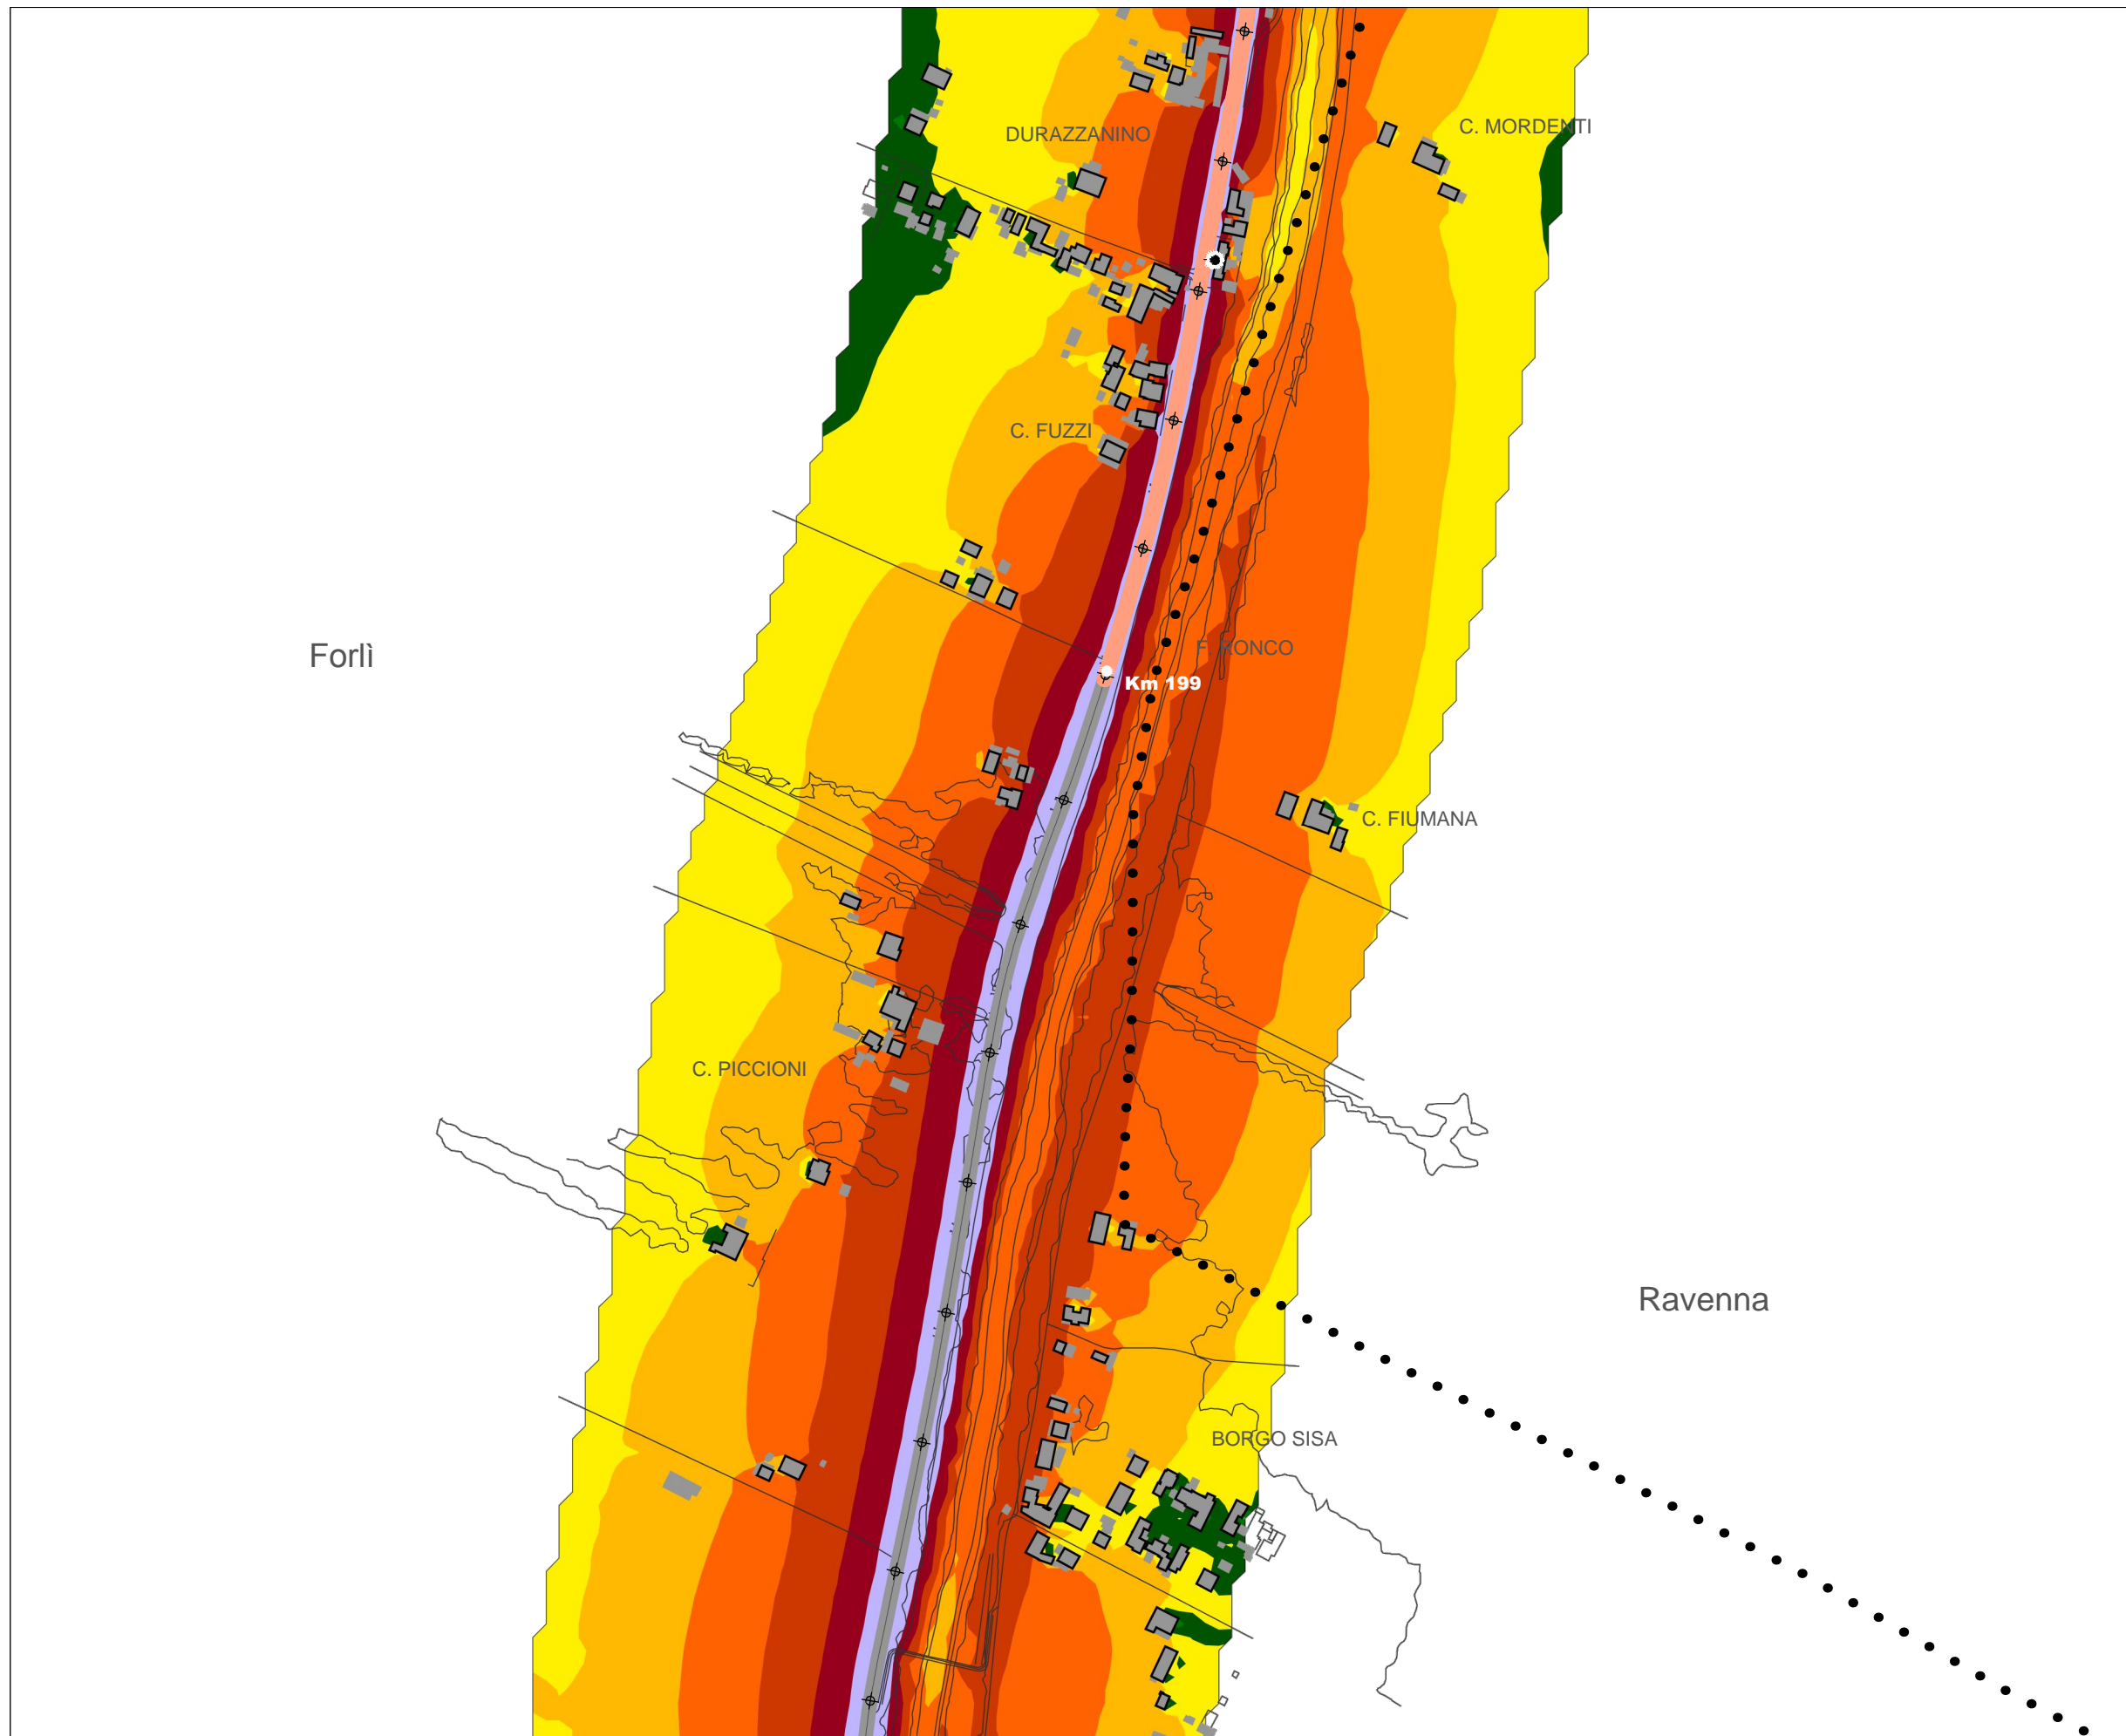 C. MORDENTI
DURAZZANINO
C. FUZZI
F. RONCO
Forlì
Km 199
C. FIUMANA
C. PICCIONI
Ravenna
BORGO SISA